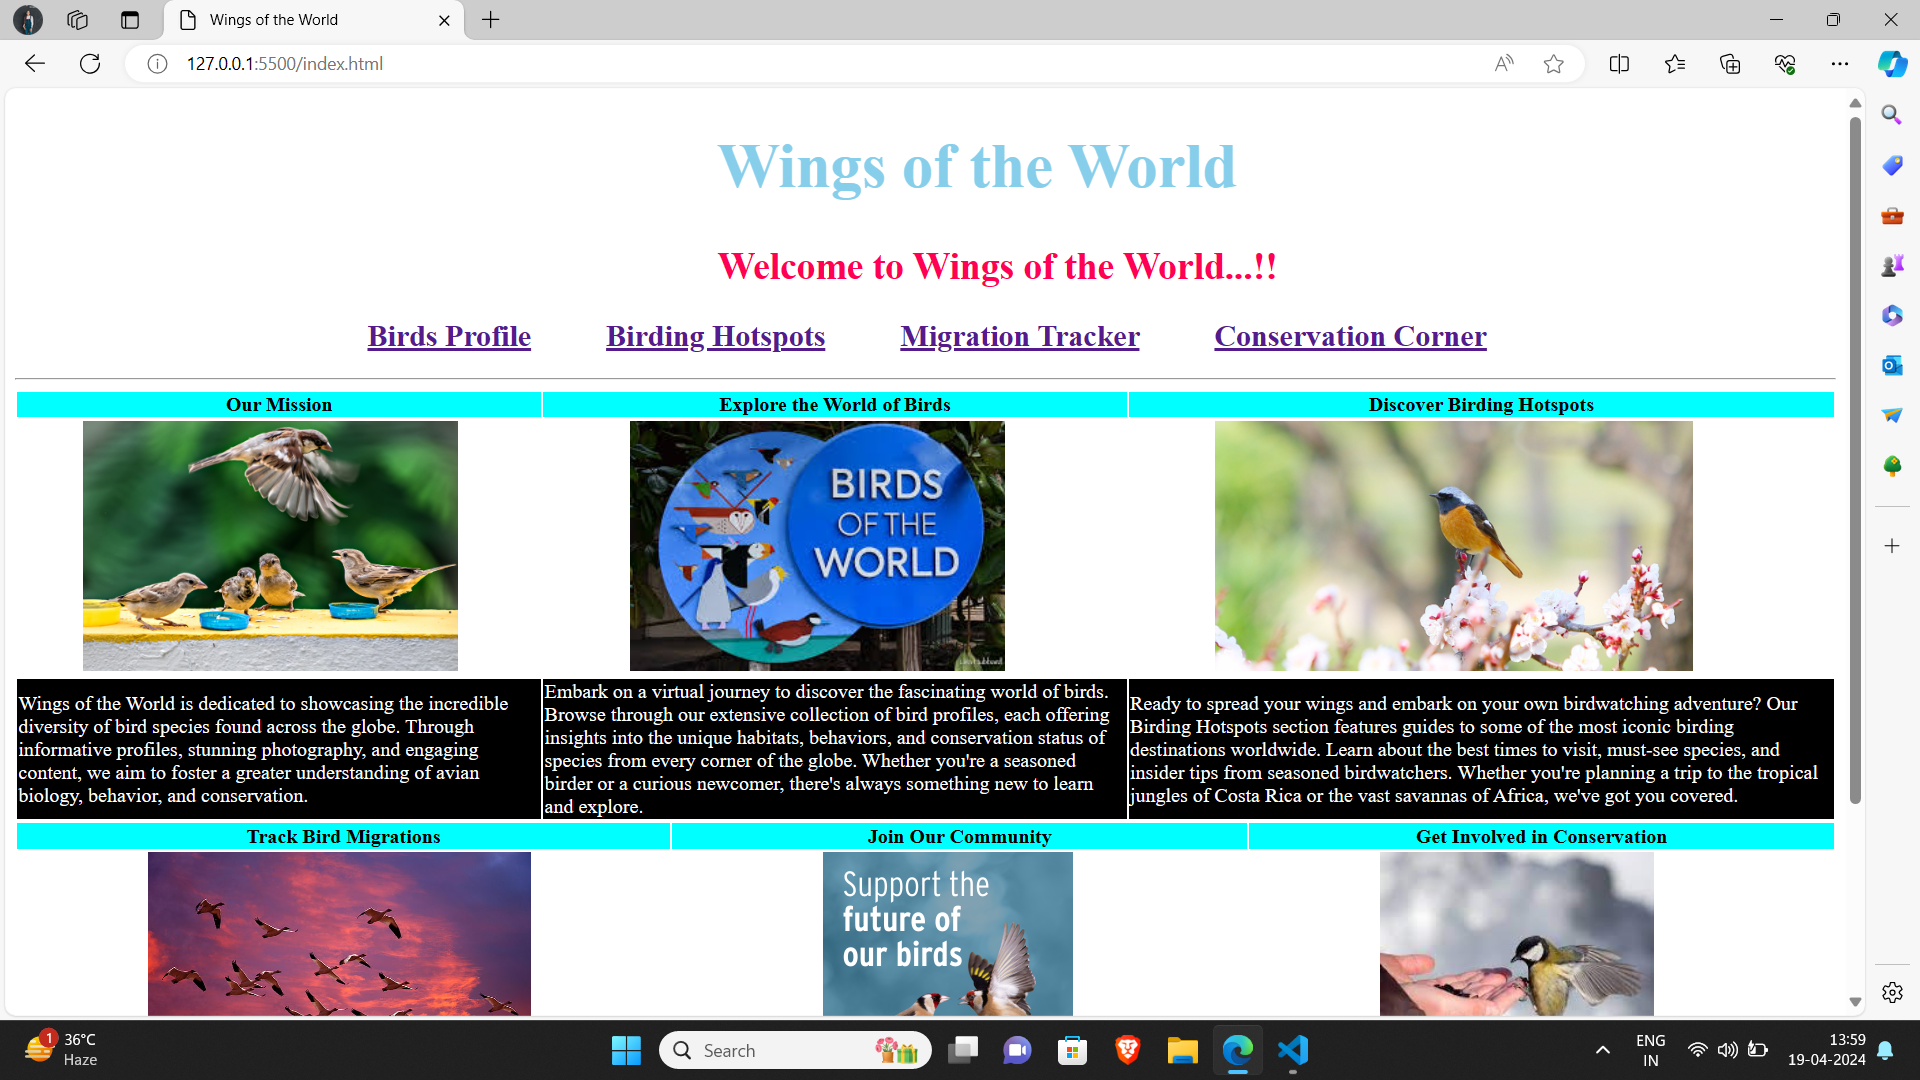 Wings of the World
127.0.0.1:5500/index.html
Wings of the World
Welcome to Wings of the World...!!
Birds Profile Birding Hotspots Migration Tracker Conservation Corner
Our Mission Explore the World of Birds Discover Birding Hotspots
BIRDS
OF THE
WORLD
Wings of the World is dedicated to showcasing the incredible
diversity of bird species found across the globe. Through
informative profiles, stunning photography, and engaging
content, we aim to foster a greater understanding of avian
biology, behavior, and conservation.
Embark on a virtual journey to discover the fascinating world of birds.
Browse through our extensive collection of bird profiles, each offering
insights into the unique habitats, behaviors, and conservation status of
species from every corner of the globe. Whether you're a seasoned
birder or a curious newcomer, there's always something new to learn
and explore.
Ready to spread your wings and embark on your own birdwatching adventure? Our
Birding Hotspots section features guides to some of the most iconic birding
destinations worldwide. Learn about the best times to visit, must-see species, and
insider tips from seasoned birdwatchers. Whether you're planning a trip to the tropical
jungles of Costa Rica or the vast savannas of Africa, we've got you covered.
Track Bird Migrations Join Our Community Get Involved in Conservation
Support the
future of
our birds
1
36°C
Haze
Search
ENG
IN
13:59
19-04-2024